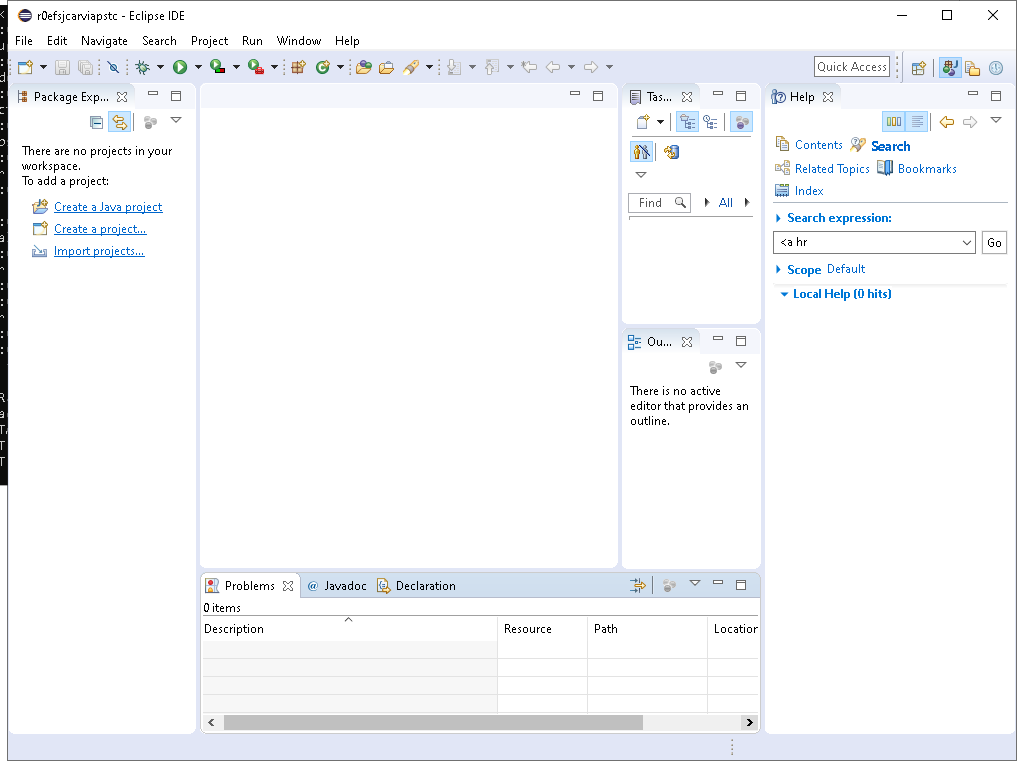 r0efsjcarviapstc - Eclipse IDE
File Edit Navigate Search Project Run Window Help
Quick Access
Package Exp...
There are no projects in your
workspace.
To add a project:
Create a Java project
Create a project...
Import projects...
Tas...
Find
All
Ou...
There is no active
editor that provides an
outline.
Help
Contents Search
Related Topics Bookmarks
Index
Search expression:
<a hr
Go
Scope Default
Local Help (0 hits)
Problems @ Javadoc Declaration
0 items
Description Resource Path Location